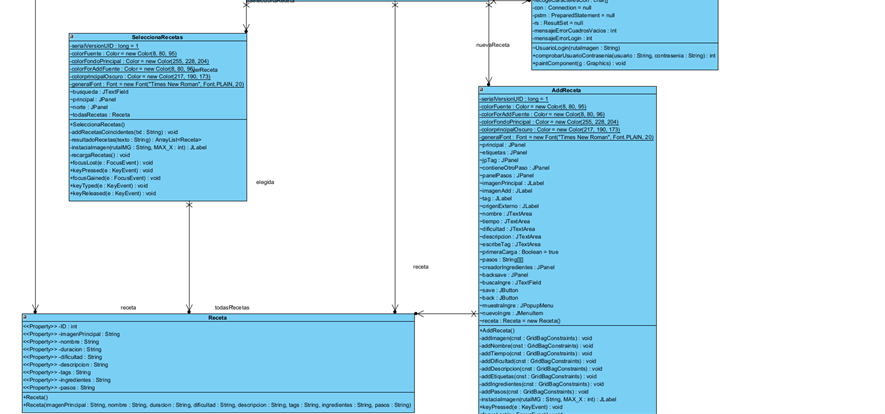 -con : Connection = null
-pstm : PreparedStatement = null
-rs : ResultSet = null
-mensajeErrorCuadrosVacios : int
-mensajeErrorLogin : int
+UsuarioLogin(rutaImagen : String)
+comprobarUsuarioContrasenia(usuario : String, contrasenia : String) : int
+paintComponent(g : Graphics) : void
nuevaReceta
SeleccionaRecetas
-serialVersionUID : long = 1
-colorFuente : Color = new Color(8, 80, 95)
-colorFondoPrincipal : Color = new Color(255, 228, 204)
-colorForAddFuente : Color = new Color(8, 80, 96)
-colorprincipalOscuro : Color = new Color(217, 190, 173)
-generalFont : Font = new Font("Times New Roman", Font.PLAIN, 20)
~busqueda : JTextField
~principal : JPanel
~norte : JPanel
~todasRecetas : Receta
+SeleccionaRecetas()
-addRecetasCoincidentes(txt : String) : void
-resultadoRecetas(texto : String) : ArrayList<Receta>
-instacialmagen(rutaIMG : String, MAX_X : int) : JLabel
-recargaRecetas() : void
+focusLost(e : FocusEvent) : void
+keyPressed(e : KeyEvent) : void
+focusGained(e : FocusEvent) : void
+keyTyped(e : KeyEvent) : void
+keyReleased(e : KeyEvent) : void
elegida
receta
receta
todasRecetas
AddReceta
-serialVersionUID : long = 1
-colorFuente : Color = new Color(8, 80, 95)
-colorForAddFuente : Color = new Color(8, 80, 96)
-colorFondoPrincipal : Color = new Color(255, 228, 204)
-colorprincipalOscuro : Color = new Color(217, 190, 173)
-generalFont : Font = new Font("Times New Roman", Font.PLAIN, 20)
~principal : JPanel
~etiquetas : JPanel
~jpTag : JPanel
~contieneOtroPaso : JPanel
~panelPasos : JPanel
~imagenPrincipal : JLabel
~imagenAdd : JLabel
~tag : JLabel
~origenExterno : JLabel
~nombre : JTextArea
~tiempo : JTextArea
~dificultad : JTextArea
~descripcion : JTextArea
~escribeTag : JTextArea
~primeraCarga : Boolean = true
~pasos : String[][]
~creadorIngredientes : JPanel
~backsave : JPanel
~buscaIngre : JTextField
~save : JButton
~back : JButton
~muestraIngre : JPopupMenu
~nuevoIngre : JMenuItem
~receta : Receta = new Receta()
+AddReceta()
-addImagen(cnst : GridBagConstraints) : void
-addNombre(cnst : GridBagConstraints) : void
-addTiempo(cnst : GridBagConstraints) : void
-addDificultad(cnst : GridBagConstraints) : void
-addDescripcion(cnst : GridBagConstraints) : void
-addEtiquetas(cnst : GridBagConstraints) : void
-addIngredientes(cnst : GridBagConstraints) : void
-addPasos(cnst : GridBagConstraints) : void
-instacialmagen(rutaIMG : String, MAX_X : int) : JLabel
+keyPressed(e : KeyEvent) : void
Receta
<<Property>> -ID : int
<<Property>> -imagenPrincipal : String
<<Property>> -nombre : String
<<Property>> -duracion : String
<<Property>> -dificultad : String
<<Property>> -descripcion : String
<<Property>> -tags : String
<<Property>> -ingredientes : String
<<Property>> -pasos : String
+Receta()
+Receta(imagenPrincipal : String, nombre : String, duracion : String, dificultad : String, descripcion : String, tags : String, ingredientes : String, pasos : String)